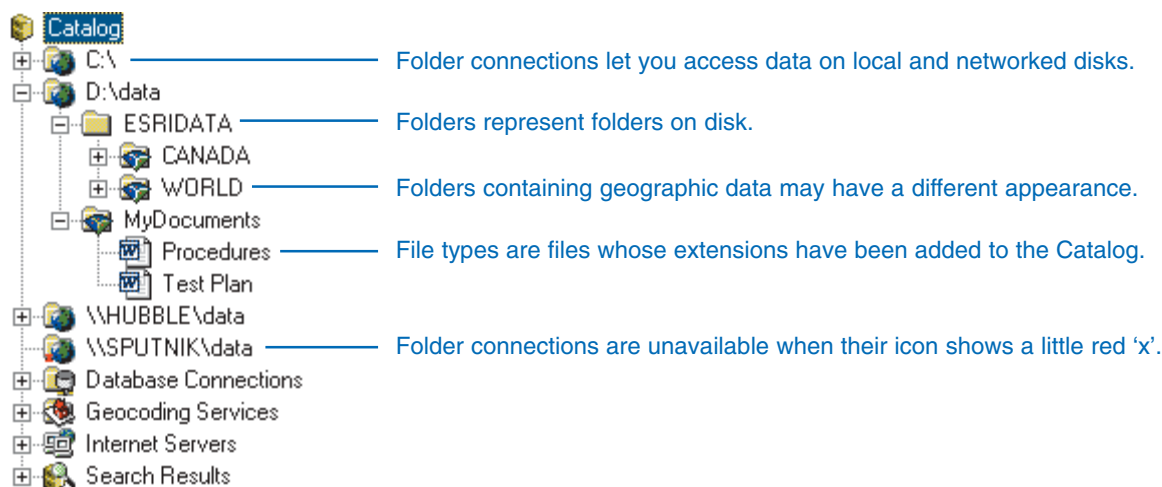 Catalog
C:\ Folder connections let you access data on local and networked disks.
D:\data
ESRIDATA Folders represent folders on disk.
CANADA
WORLD Folders containing geographic data may have a different appearance.
MyDocuments
Procedures File types are files whose extensions have been added to the Catalog.
Test Plan
\\HUBBLE\data
\\SPUTNIK\data Folder connections are unavailable when their icon shows a little red ‘x’.
Database Connections
Geocoding Services
Internet Servers
Search Results